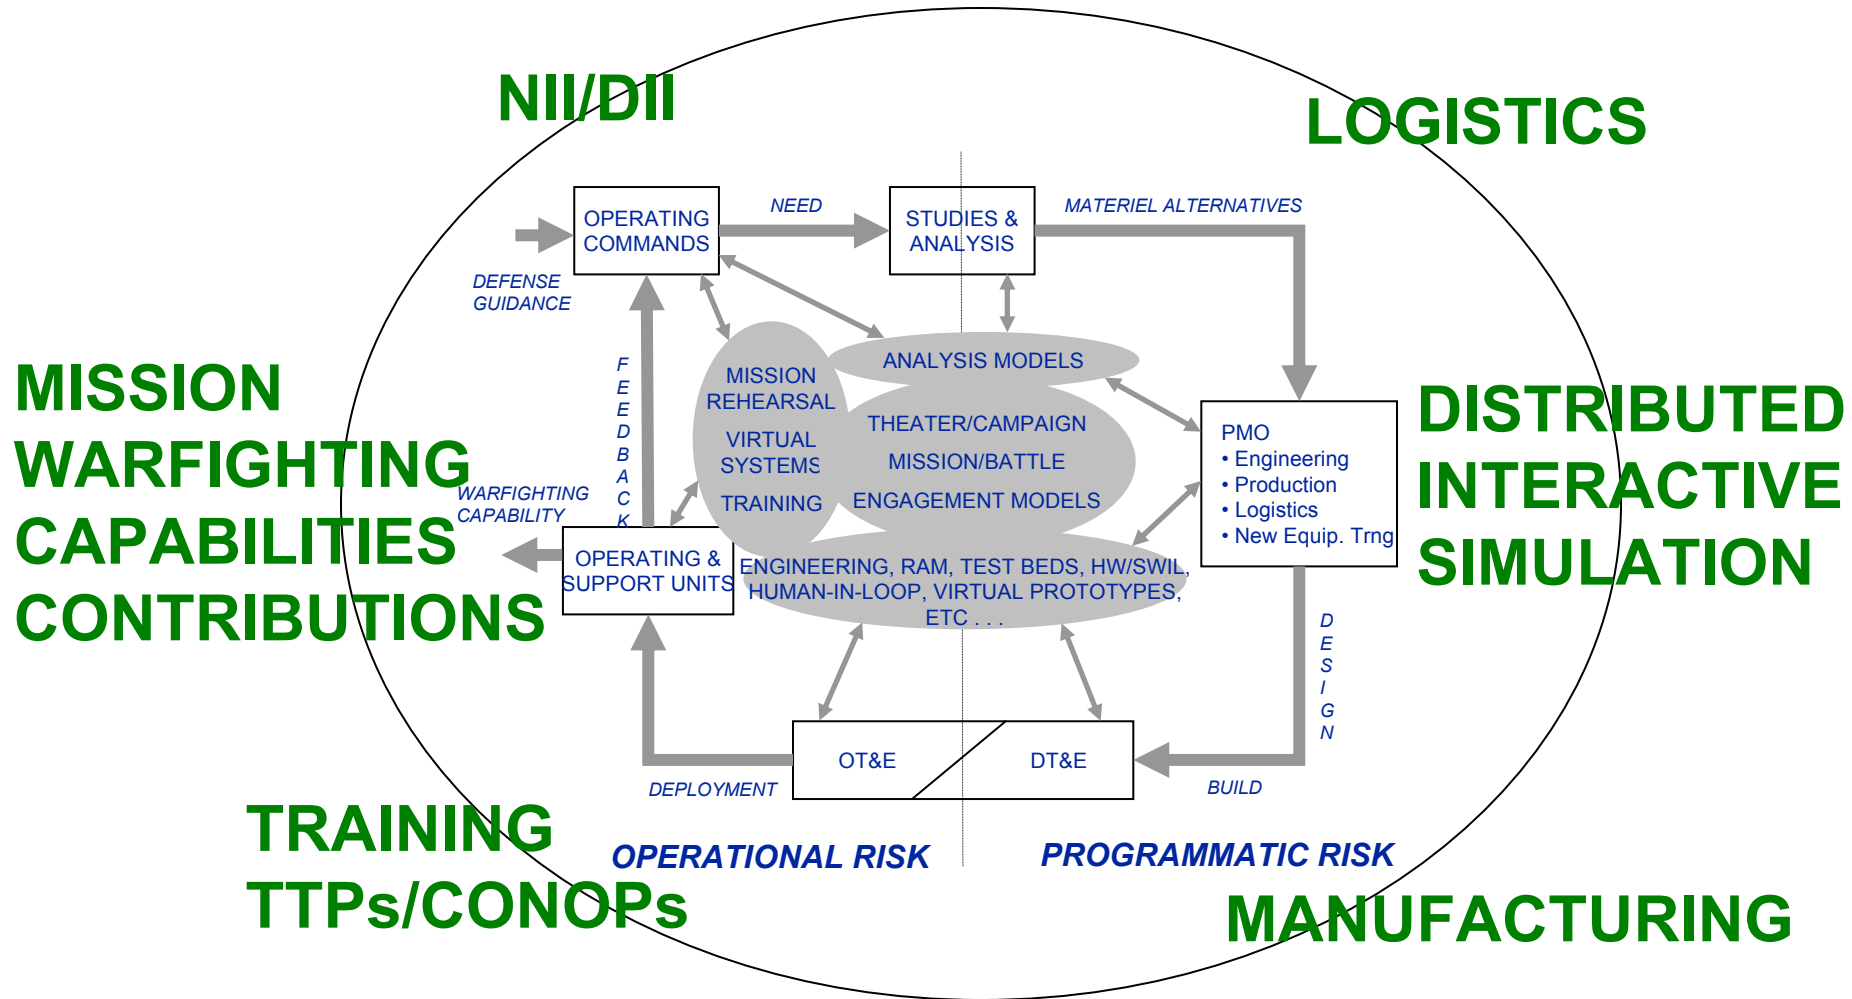 NII/DII
LOGISTICS
OPERATING
COMMANDS
NEED
STUDIES &
ANALYSIS
MATERIEL ALTERNATIVES
DEFENSE
GUIDANCE
FEEDBACK
MISSION
WARFIGHTING
CAPABILITIES
CONTRIBUTIONS
MISSION
REHEARSAL
VIRTUAL
SYSTEMS
TRAINING
ANALYSIS MODELS
THEATER/CAMPAIGN
MISSION/BATTLE
ENGAGEMENT MODELS
PMO
• Engineering
• Production
• Logistics
• New Equip. Trng
DISTRIBUTED
INTERACTIVE
SIMULATION
WARFIGHTING
CAPABILITY
OPERATING &
SUPPORT UNITS
ENGINEERING, RAM, TEST BEDS, HW/SWIL,
HUMAN-IN-LOOP, VIRTUAL PROTOTYPES,
ETC . . .
DESIGN
OT&E
DT&E
DEPLOYMENT
BUILD
TRAINING
TTPs/CONOPs
OPERATIONAL RISK
PROGRAMMATIC RISK
MANUFACTURING